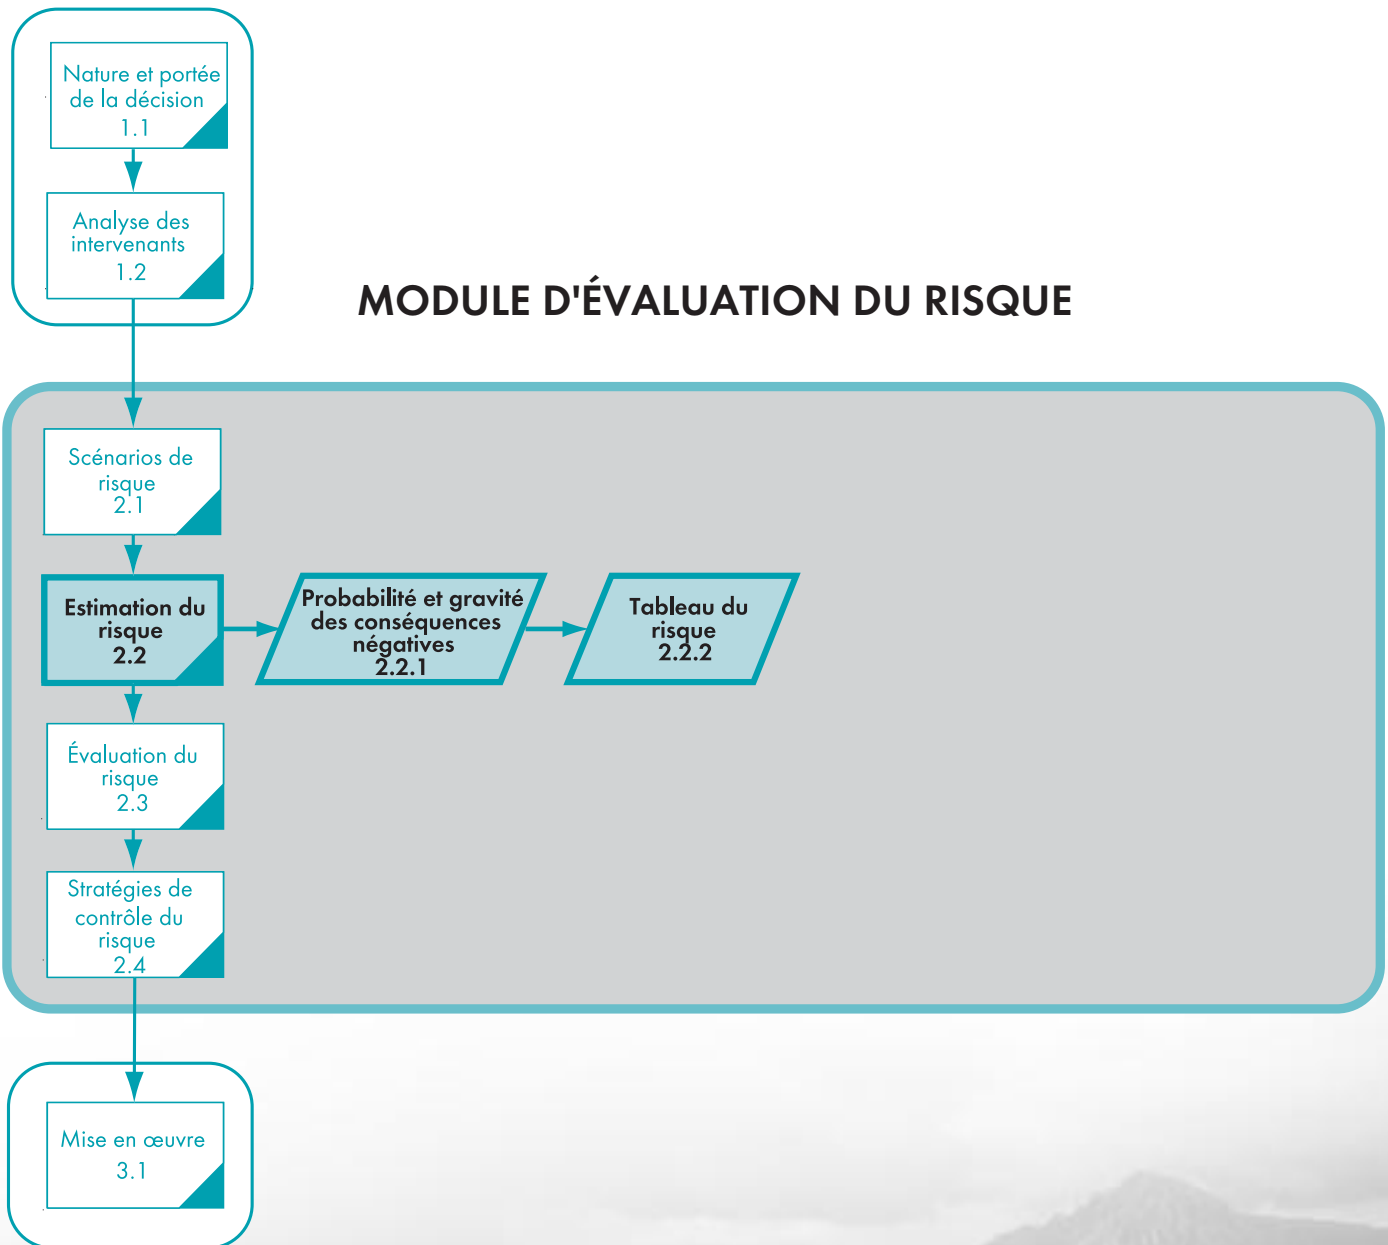 Nature et portée
de la décision
1.1
Analyse des
intervenants
1.2
MODULE D'ÉVALUATION DU RISQUE
Scénarios de
risque
2.1
Estimation du
risque
2.2
Probabilité et gravité
des conséquences
négatives
2.2.1
Tableau du
risque
2.2.2
Évaluation du
risque
2.3
Stratégies de
contrôle du
risque
2.4
Mise en œuvre
3.1